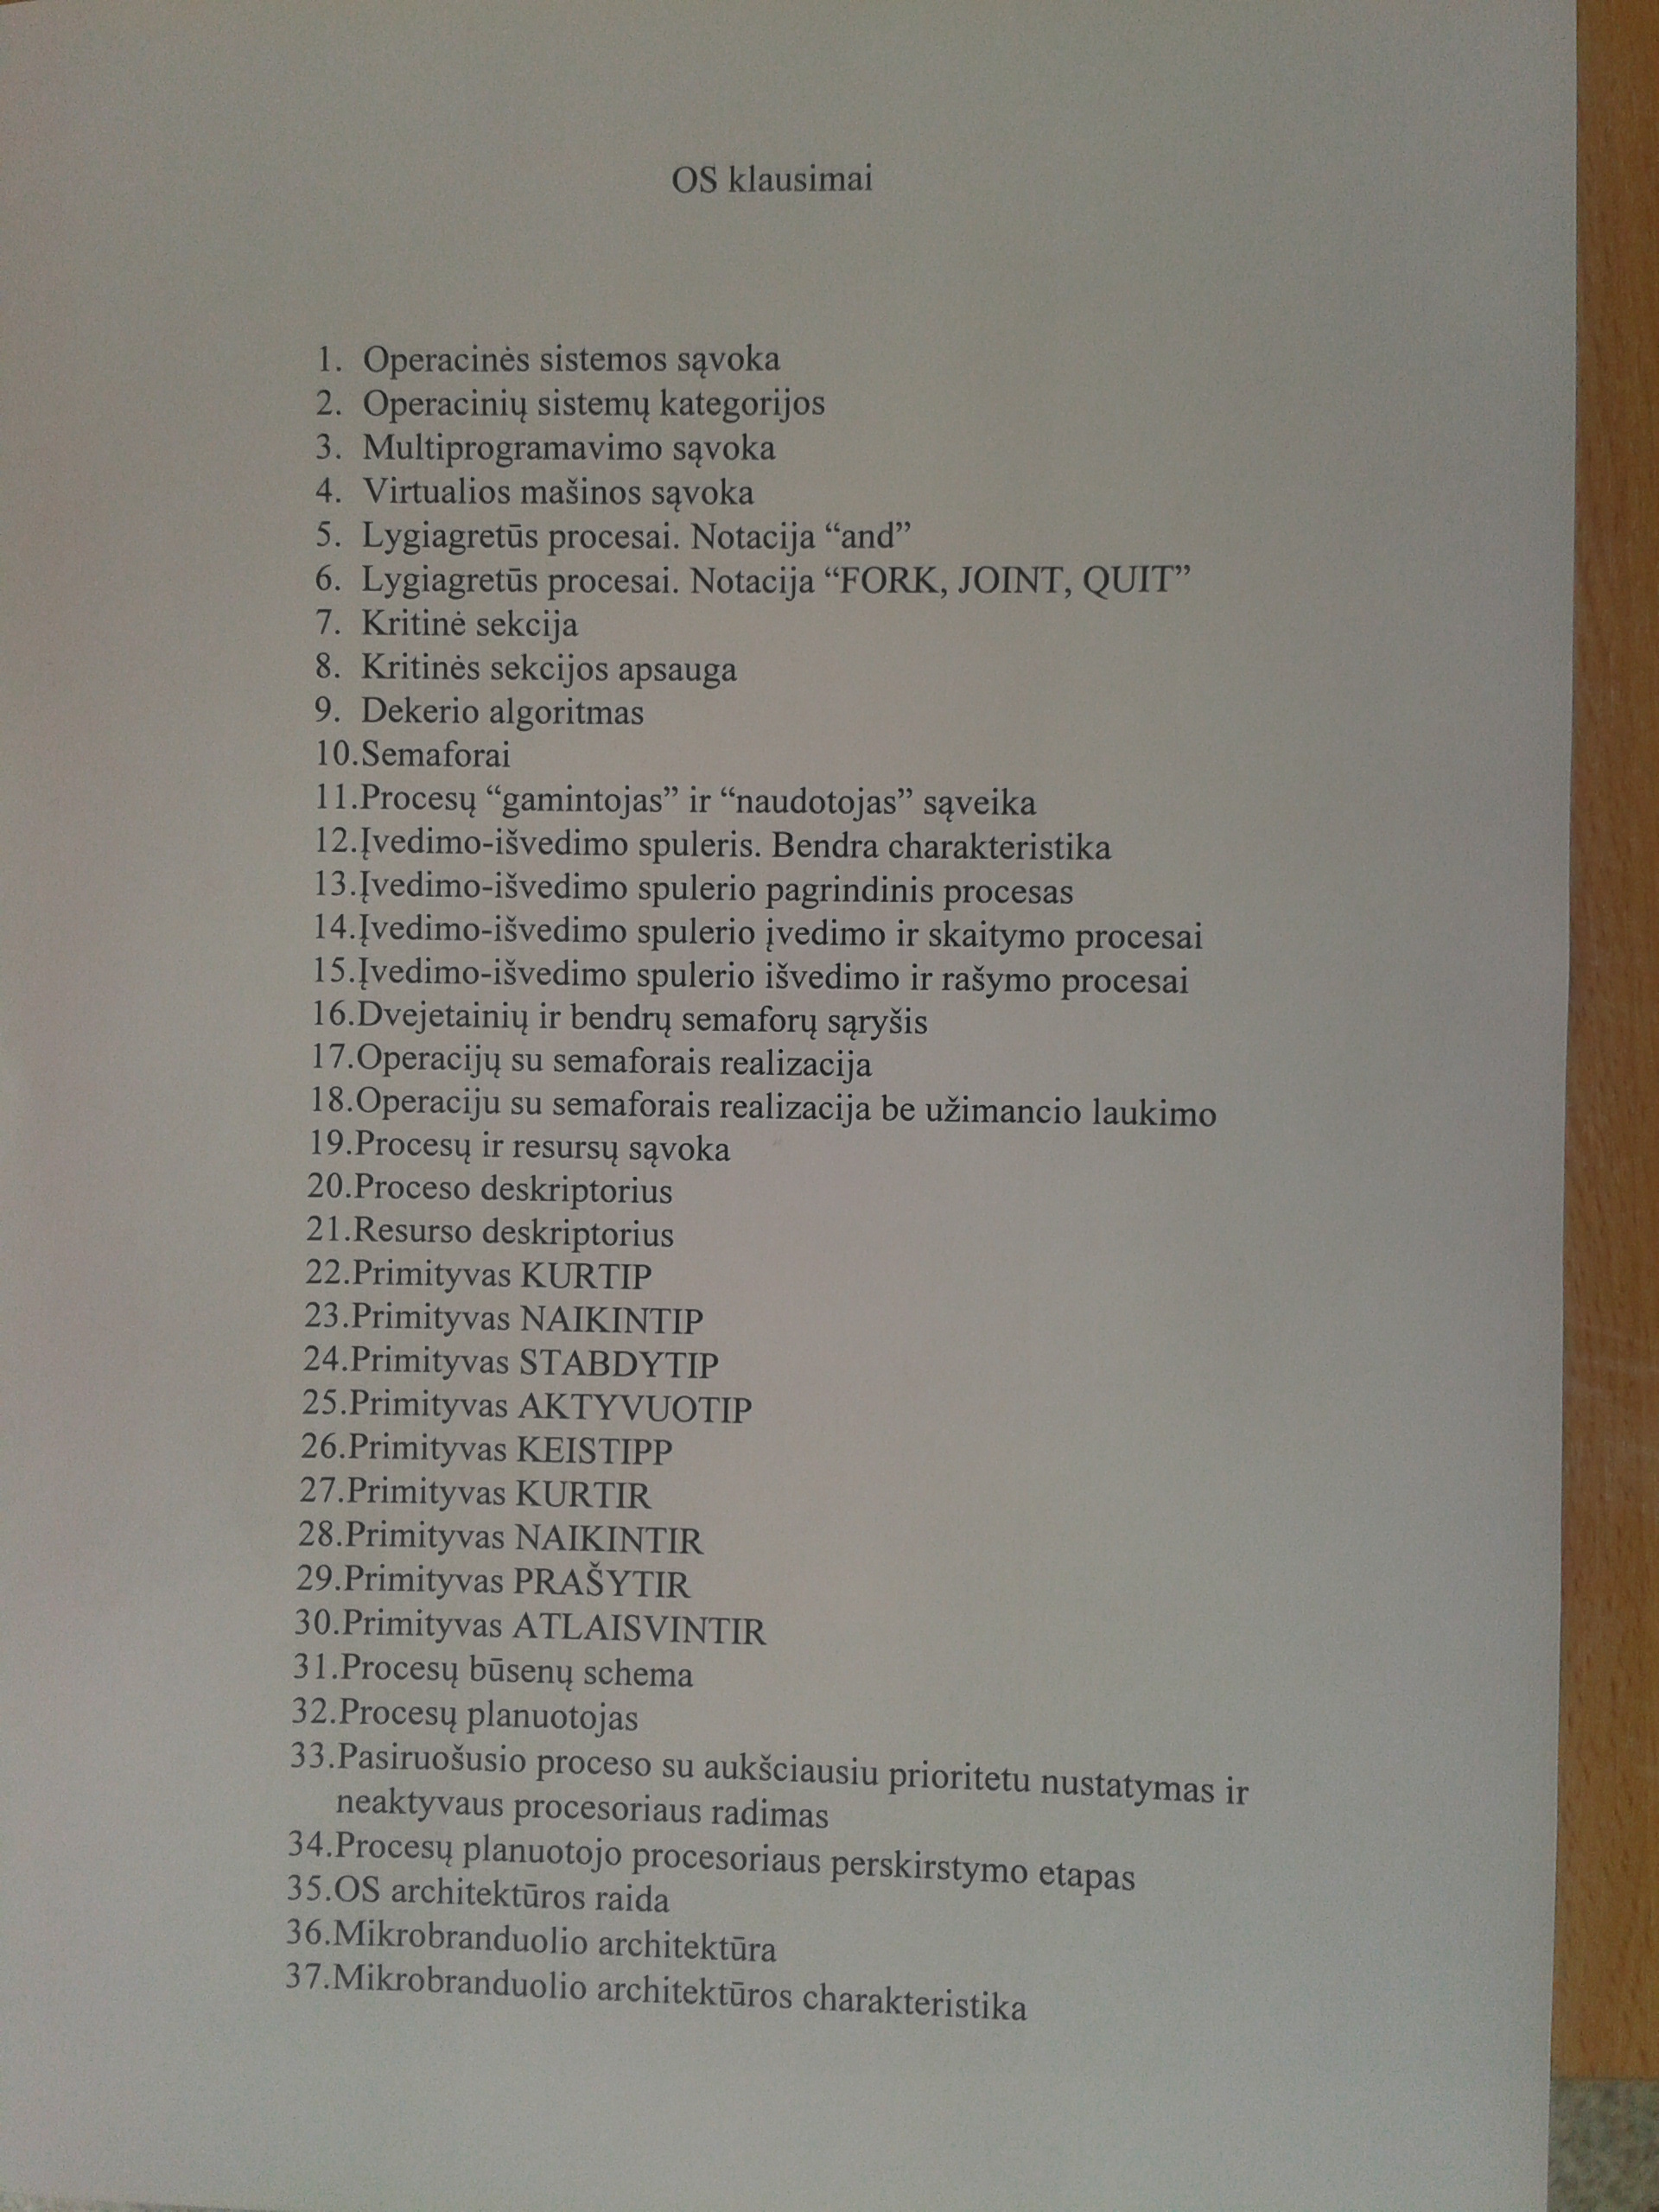 OS klausimai
1. Operacinės sistemos sąvoka
2. Operacinių sistemų kategorijos
3. Multiprogramavimo sąvoka
4. Virtualios mašinos sąvoka
5. Lygiagretūs procesai. Notacija “and”
6. Lygiagretūs procesai. Notacija “FORK, JOINT, QUIT”
7. Kritinė sekcija
8. Kritinės sekcijos apsauga
9. Dekerio algoritmas
10.Semaforai
11.Procesų “gamintojas” ir “naudotojas” sąveika
12.Įvedimo-išvedimo spuleris. Bendra charakteristika
13.Įvedimo-išvedimo spulerio pagrindinis procesas
14.Įvedimo-išvedimo spulerio įvedimo ir skaitymo procesai
15.Įvedimo-išvedimo spulerio išvedimo ir rašymo procesai
16.Dvejetainių ir bendrų semaforų sąryšis
17.Operacijų su semaforais realizacija
18.Operaciju su semaforais realizacija be užimancio laukimo
19.Procesų ir resursų sąvoka
20.Proceso deskriptorius
21.Resurso deskriptorius
22.Primityvas KURTIP
23.Primityvas NAIKINTIP
24.Primityvas STABDYTIP
25.Primityvas AKTYVUOTIP
26.Primityvas KEISTIPP
27.Primityvas KURTIR
28.Primityvas NAIKINTIR
29.Primityvas PRAŠYTIR
30.Primityvas ATLAISVINTIR
31.Procesų būsenų schema
32.Procesų planuotojas
33.Pasiruošusio proceso su aukščiausiu prioritetu nustatymas ir
neaktyvaus procesoriaus radimas
34.Procesų planuotojo procesoriaus perskirstymo etapas
35.OS architektūros raida
36.Mikrobranduolio architektūra
37.Mikrobranduolio architektūros charakteristika